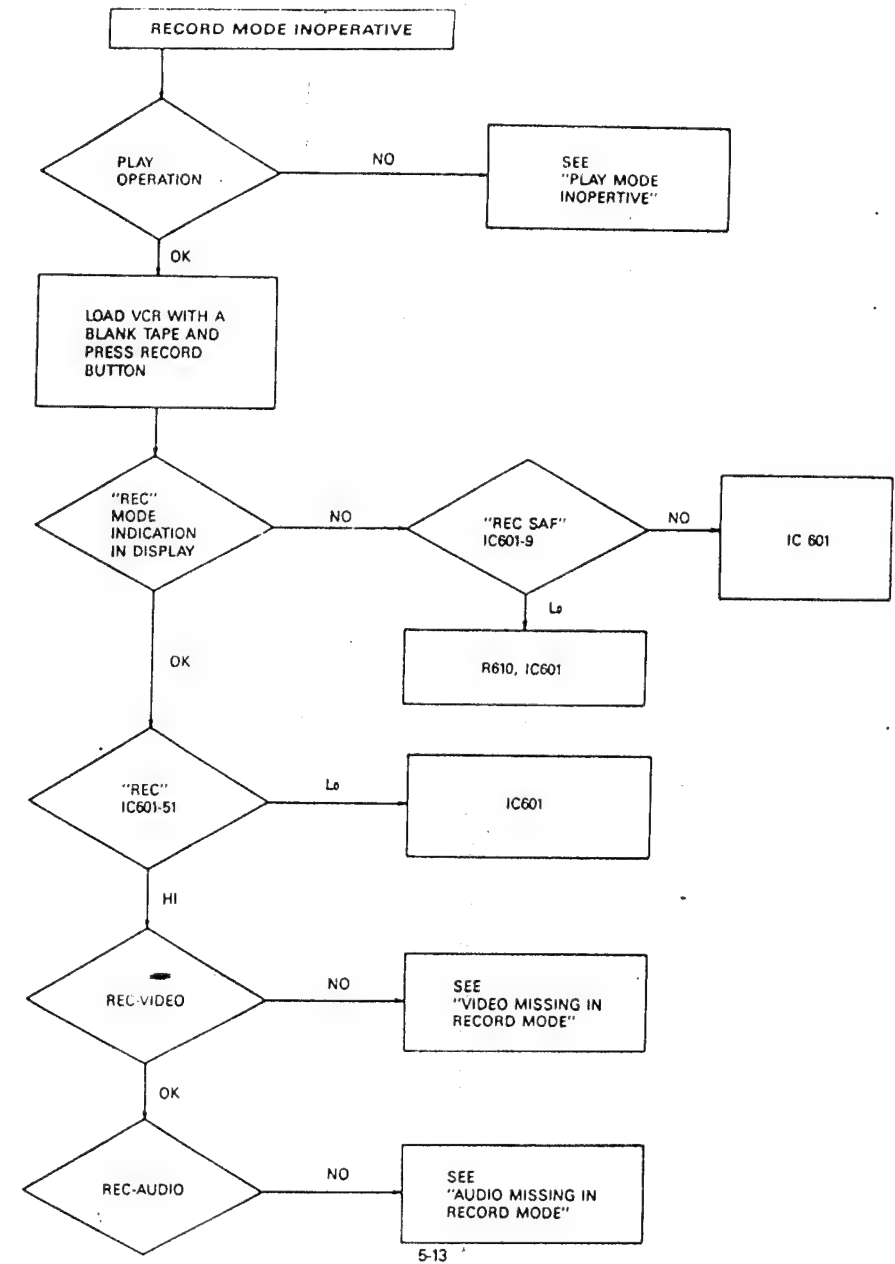 RECORD MODE INOPERATIVE
PLAY
OPERATION
NO
SEE
"PLAY MODE
INOPERTIVE"
OK
LOAD VCR WITH A
BLANK TAPE AND
PRESS RECORD
BUTTON
"REC"
MODE
INDICATION
IN DISPLAY
NO
"REC SAF"
IC601-9
NO
IC 601
Lo
R610, IC601
OK
"REC"
IC601-51
Lo
IC601
HI
REC-VIDEO
NO
SEE
"VIDEO MISSING IN
RECORD MODE"
OK
REC-AUDIO
NO
SEE
"AUDIO MISSING IN
RECORD MODE"
5-13